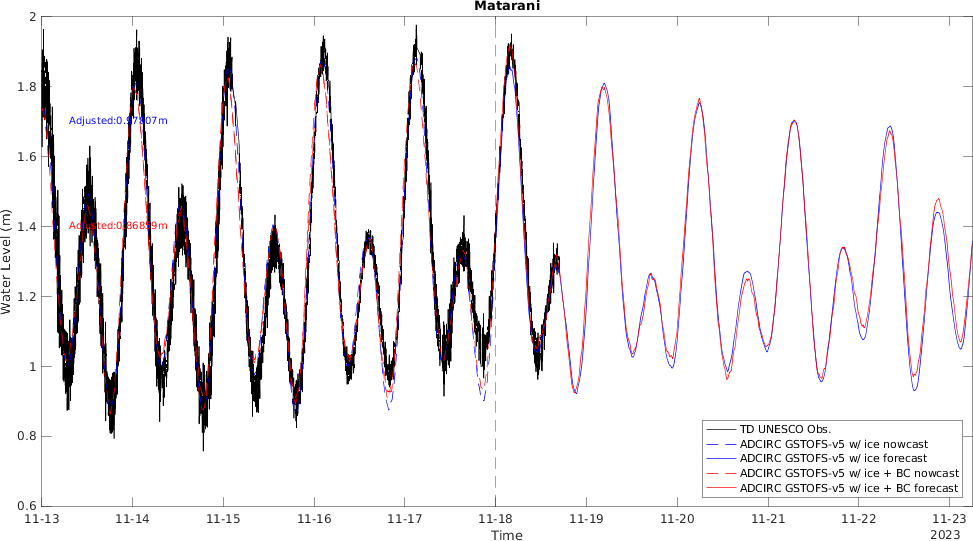 Matarani
2
1.8
1.6
1.4
1.2
1
0.8
0.6
Water Level (m)
Adjusted:0.97807m
Adjusted:0.86859m
TD UNESCO Obs.
ADCIRC GSTOFS-v5 w/ ice nowcast
ADCIRC GSTOFS-v5 w/ ice forecast
ADCIRC GSTOFS-v5 w/ ice + BC nowcast
ADCIRC GSTOFS-v5 w/ ice + BC forecast
11-13 11-14 11-15 11-16 11-17 11-18 11-19 11-20 11-21 11-22 11-23
Time
2023